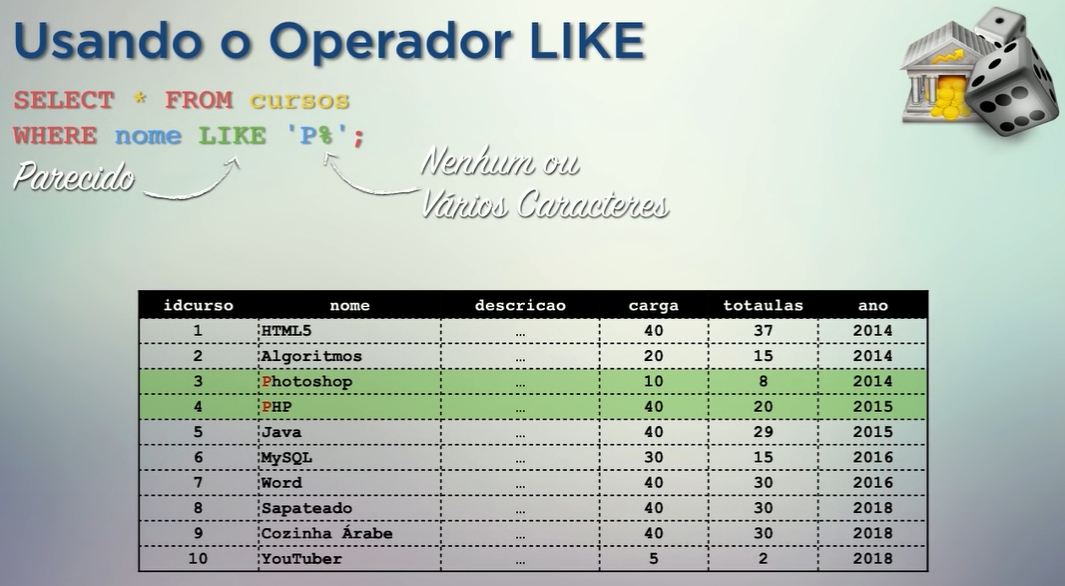 Usando o Operador LIKE
SELECT * FROM cursos
WHERE nome LIKE 'P%';
Parecido
Nenhum ou
Vários Caracteres
idcurso nome descricao carga totaulas ano
1 HTML5 … 40 37 2014
2 Algoritmos … 20 15 2014
3 Photoshop … 10 8 2014
4 PHP … 40 20 2015
5 Java … 40 29 2015
6 MySQL … 30 15 2016
7 Word … 40 30 2016
8 Sapateado … 40 30 2018
9 Cozinha Árabe … 40 30 2018
10 YouTuber … 5 2 2018